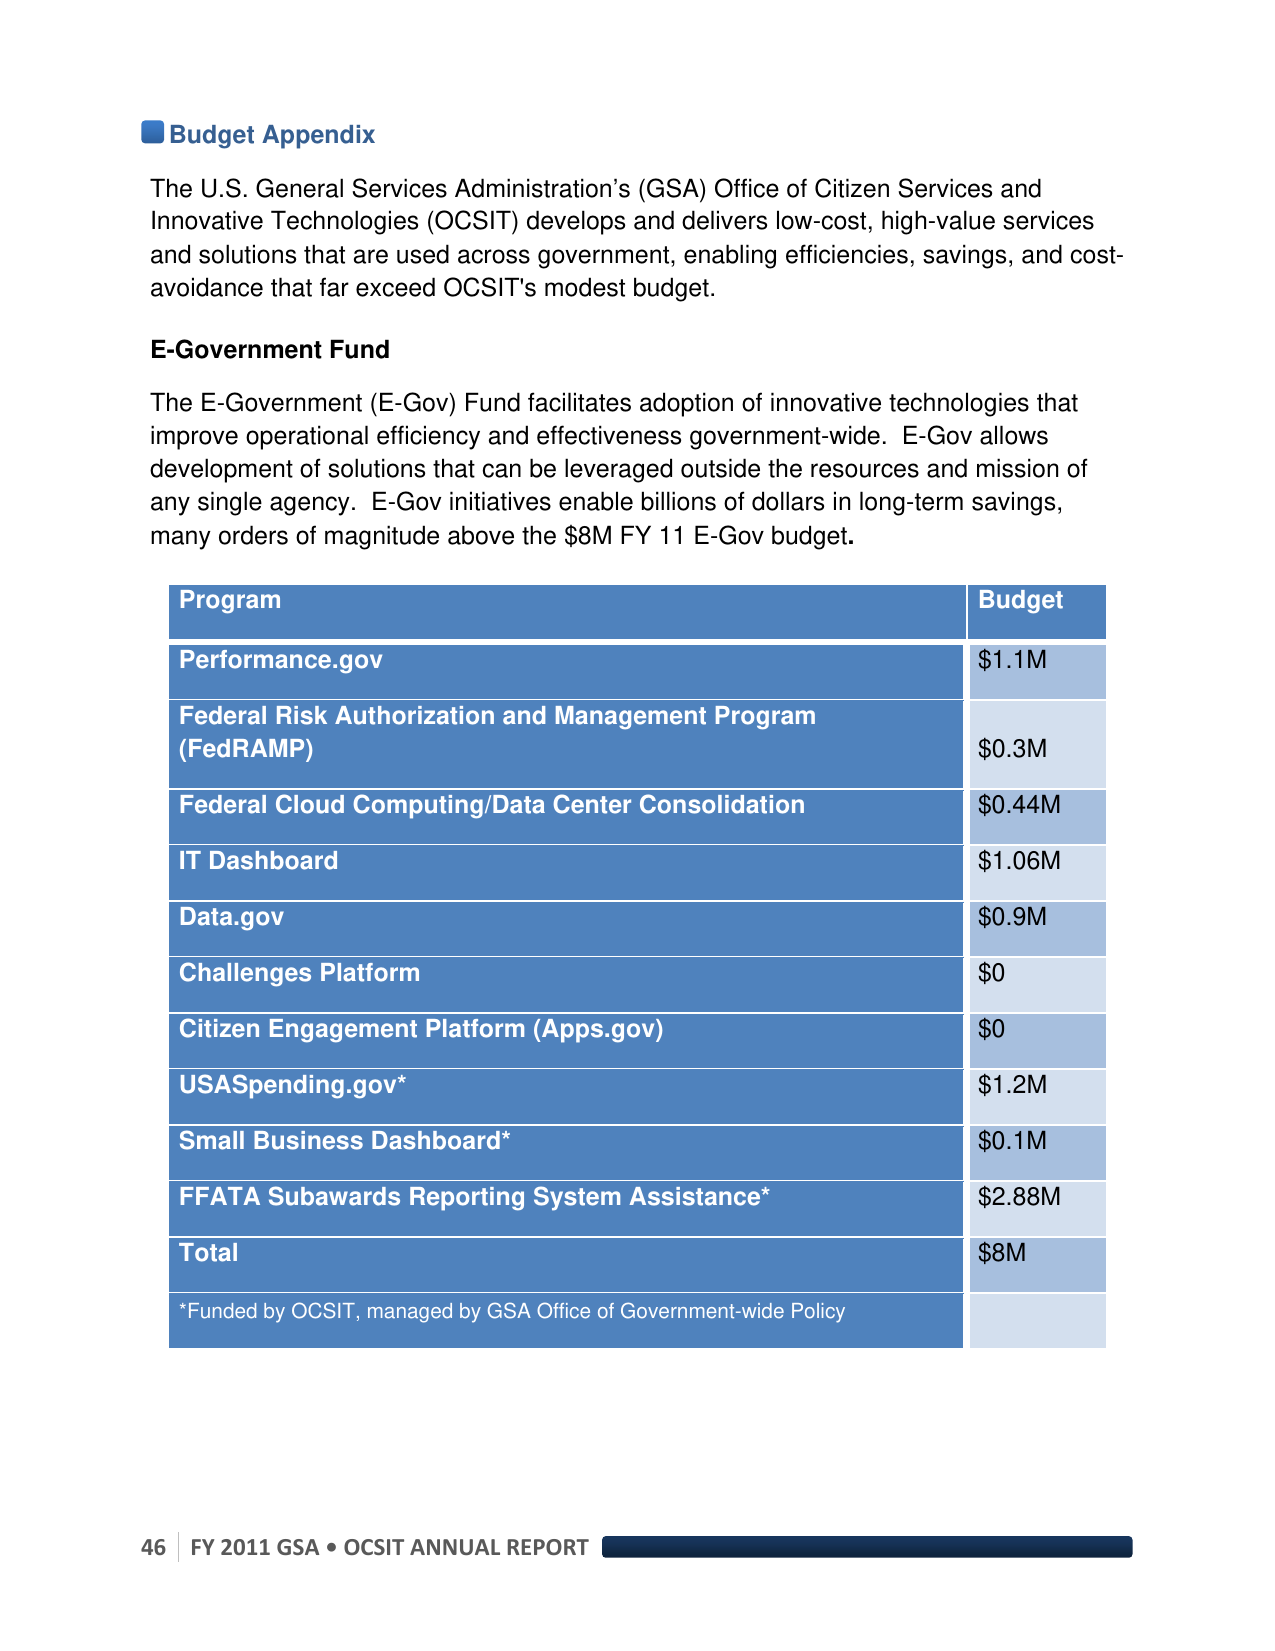 Budget Appendix
The U.S. General Services Administration’s (GSA) Office of Citizen Services and
Innovative Technologies (OCSIT) develops and delivers low-cost, high-value services
and solutions that are used across government, enabling efficiencies, savings, and cost-
avoidance that far exceed OCSIT's modest budget.
E-Government Fund
The E-Government (E-Gov) Fund facilitates adoption of innovative technologies that
improve operational efficiency and effectiveness government-wide.  E-Gov allows
development of solutions that can be leveraged outside the resources and mission of
any single agency.  E-Gov initiatives enable billions of dollars in long-term savings,
many orders of magnitude above the $8M FY 11 E-Gov budget.
Program Budget
Performance.gov $1.1M
Federal Risk Authorization and Management Program
(FedRAMP) $0.3M
Federal Cloud Computing/Data Center Consolidation $0.44M
IT Dashboard $1.06M
Data.gov $0.9M
Challenges Platform $0
Citizen Engagement Platform (Apps.gov) $0
USASpending.gov* $1.2M
Small Business Dashboard* $0.1M
FFATA Subawards Reporting System Assistance* $2.88M
Total $8M
*Funded by OCSIT, managed by GSA Office of Government-wide Policy
46 FY 2011 GSA • OCSIT ANNUAL REPORT